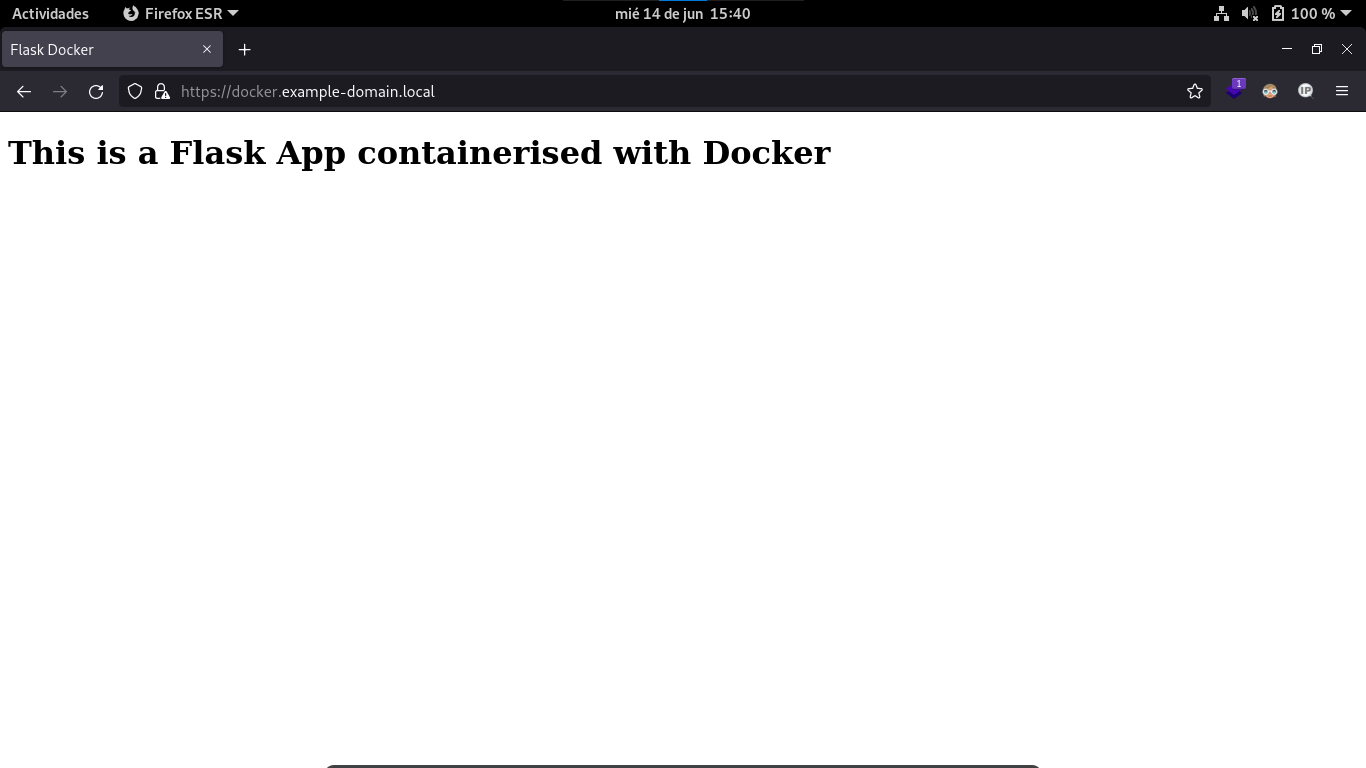 Actividades Firefox ESR mié 14 de jun 15:40 100 %
Flask Docker
https://docker.example-domain.local 1 IP
This is a Flask App containerised with Docker